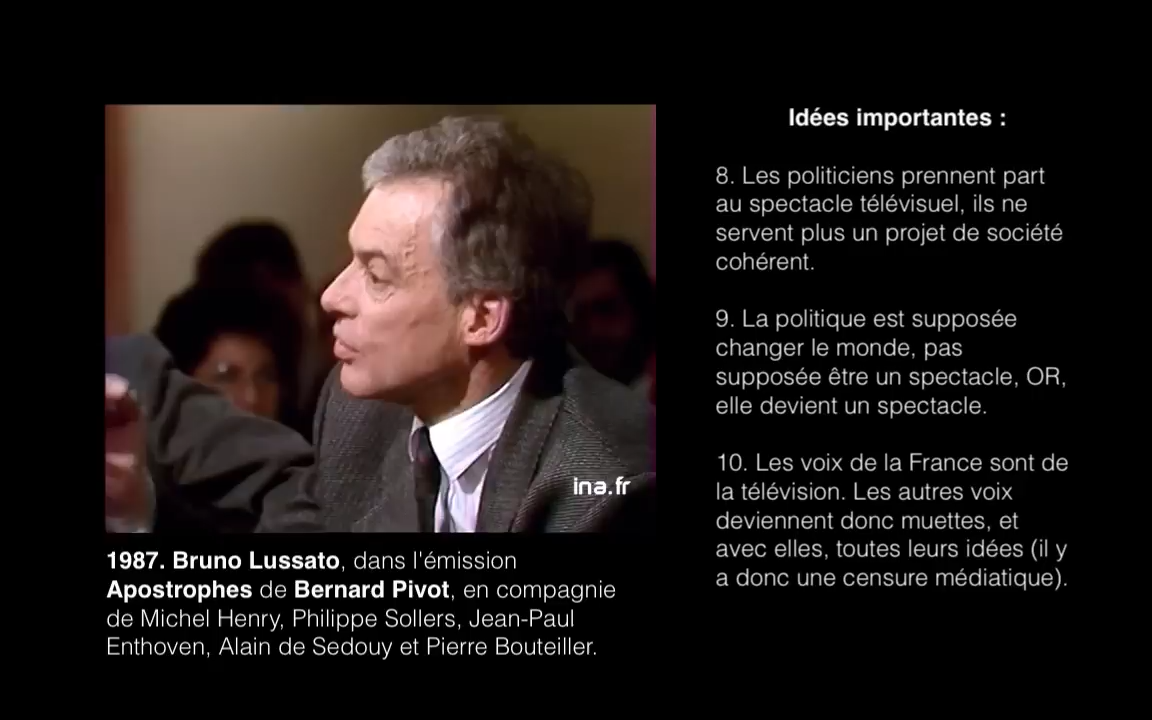 Idées importantes :
8. Les politiciens prennent part
au spectacle télévisuel, ils ne
servent plus un projet de société
cohérent.
9. La politique est supposée
changer le monde, pas
supposée être un spectacle, OR,
elle devient un spectacle.
10. Les voix de la France sont de
la télévision. Les autres voix
deviennent donc muettes, et
avec elles, toutes leurs idées (il y
a donc une censure médiatique).
ina.fr
1987. Bruno Lussato, dans l'émission
Apostrophes de Bernard Pivot, en compagnie
de Michel Henry, Philippe Sollers, Jean-Paul
Enthoven, Alain de Sedouy et Pierre Bouteiller.